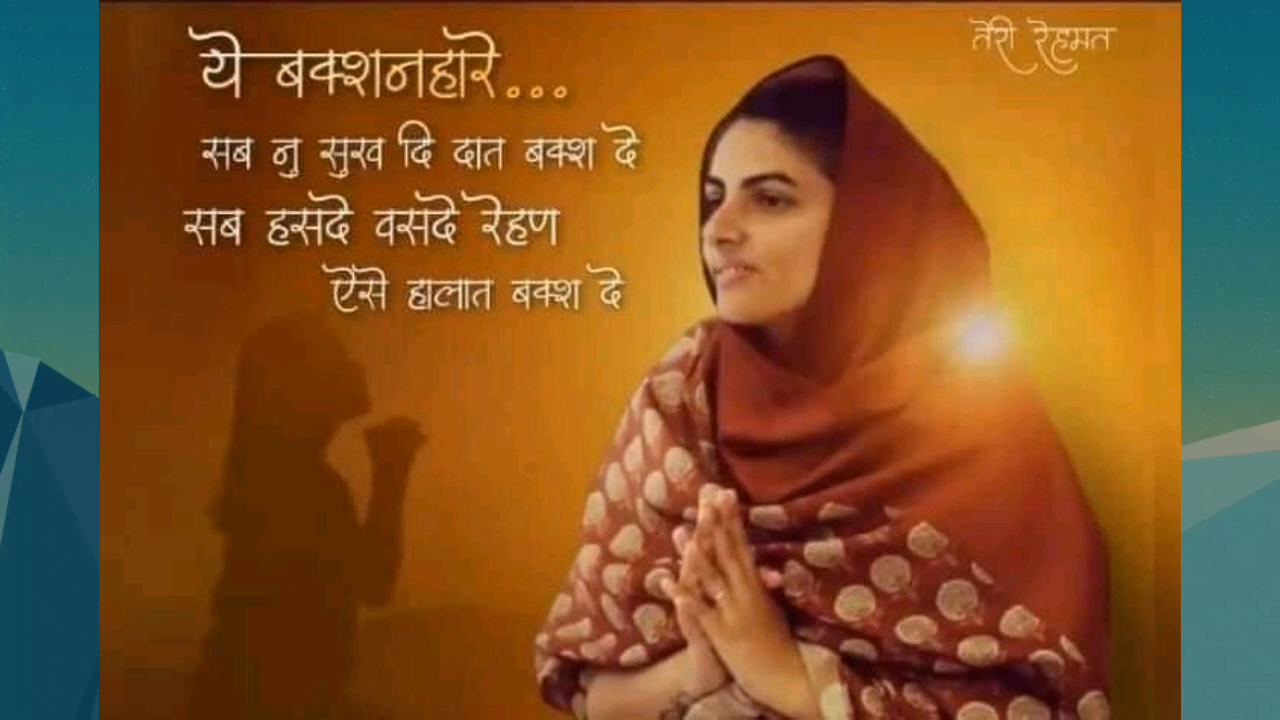 ये बक्शनहारे...
सब नु सुख दि दात बक्श दे
सब हसदे वसदे रेहण
ऐसे हालात बक्श दे
तेरी रेहमत